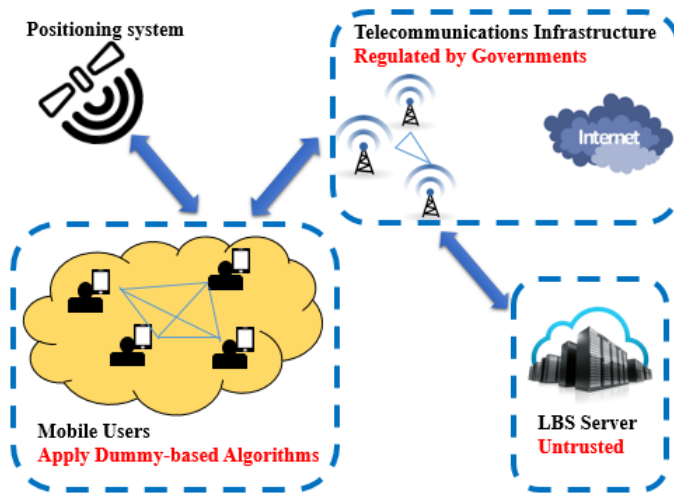 Positioning system
Telecommunications Infrastructure
Regulated by Governments
Internet
Mobile Users
Apply Dummy-based Algorithms
LBS Server
Untrusted